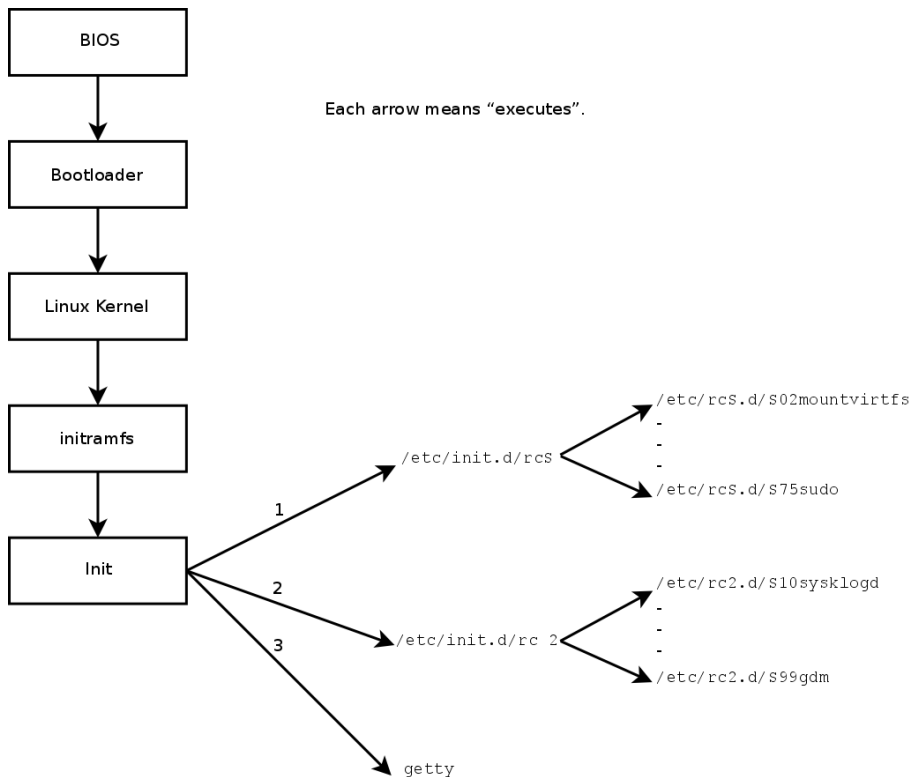 BIOS
Each arrow means “executes”.
Bootloader
Linux Kernel
initramfs
Init
1
2
3
/etc/init.d/rcS
/etc/rcS.d/S02mountvirtfs
-
-
-
/etc/rcS.d/S75sudo
/etc/init.d/rc 2
/etc/rc2.d/S10sysklogd
-
-
-
/etc/rc2.d/S99gdm
getty